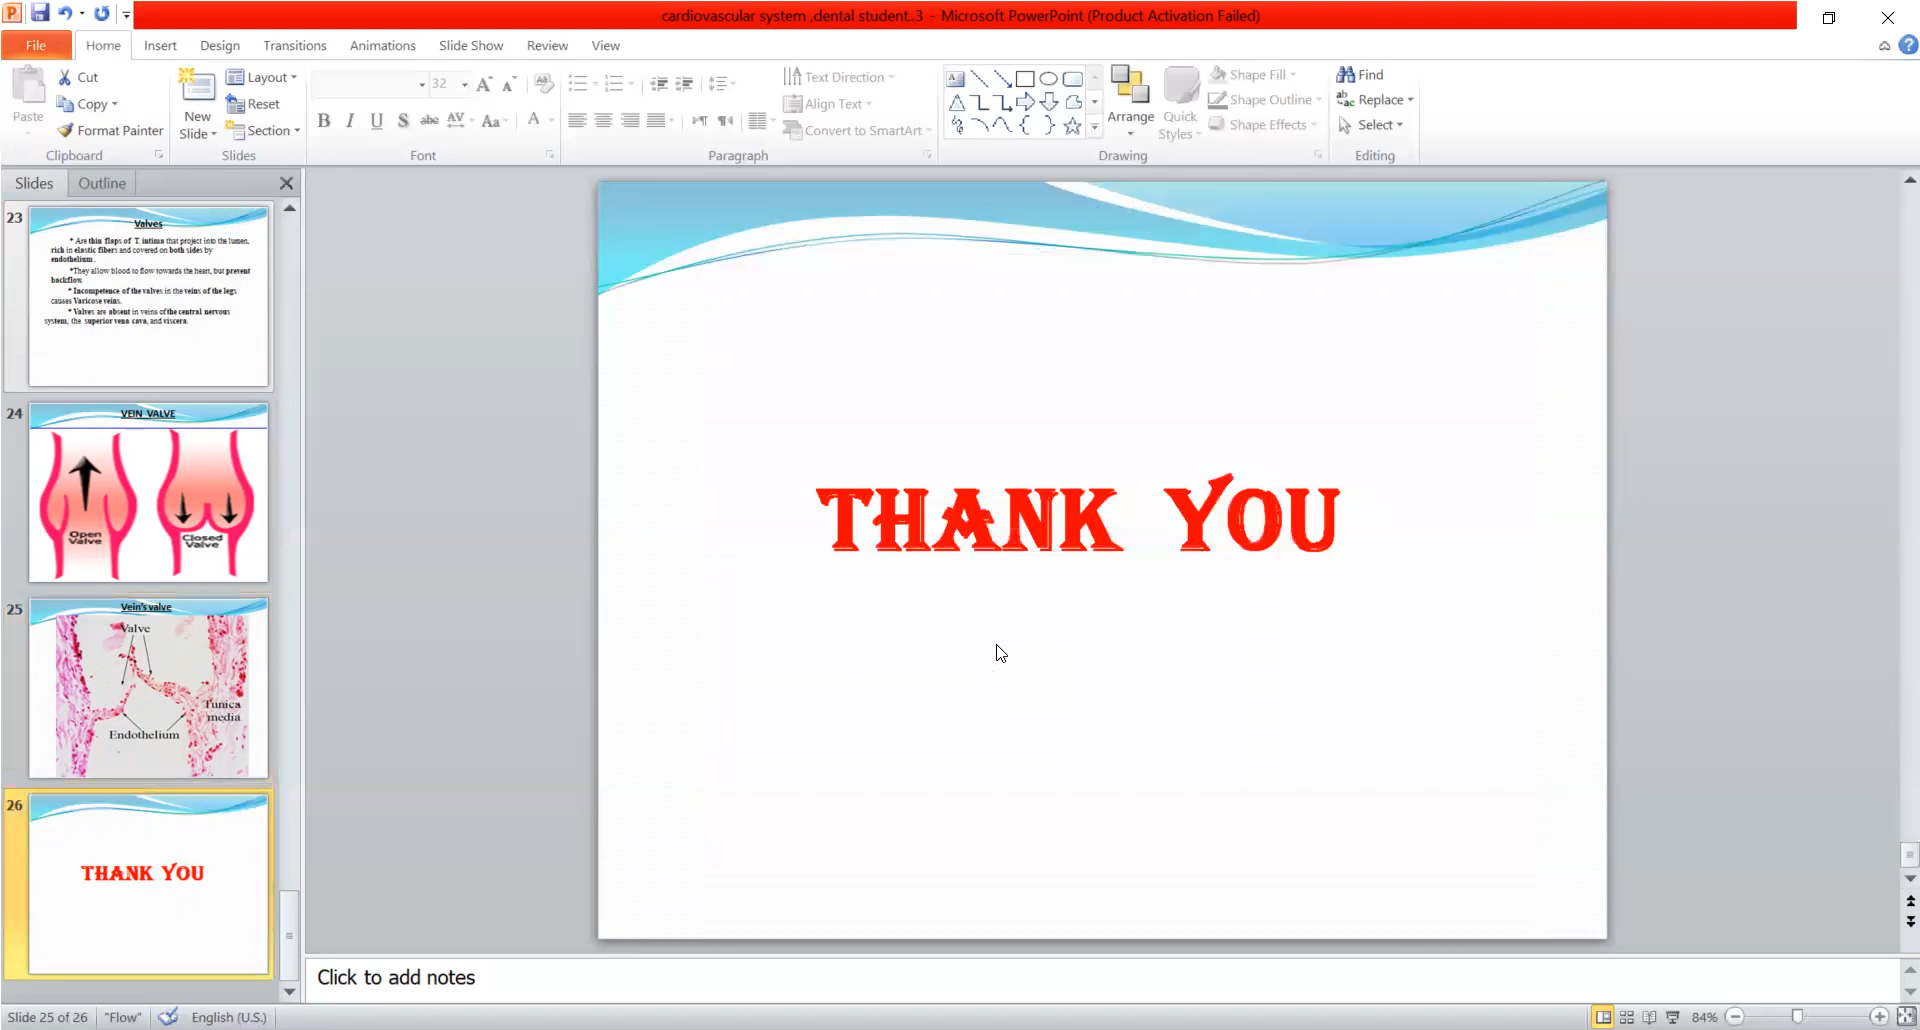 cardiovascular system ,dental student..3 - Microsoft PowerPoint (Product Activation Failed)
File Home Insert Design Transitions Animations Slide Show Review View
Paste
Cut
Copy
Format Painter
Clipboard
New
Slide
Layout
Reset
Section
Slides
32
B I U S abc AV Aa A
Font
Text Direction
Align Text
Convert to SmartArt
Paragraph
Arrange
Quick
Styles
Shape Fill
Shape Outline
Shape Effects
Drawing
Find
Replace
Select
Editing
Slides Outline
23
Valves
* Are thin flaps of T. intima that project into the lumen,
rich in elastic fibers and covered on both sides by
endothelium .
*They allow blood to flow towards the heart, but prevent
backflow.
* Incompetence of the valves in the veins of the legs
causes Varicose veins.
* Valves are absent in veins of the central nervous
system, the superior vena cava, and viscera.
24
VEIN VALVE
Open
Valve
Closed
Valve
25
Vein's valve
Valve
Tunica
media
Endothelium
26
THANK YOU
THANK YOU
Click to add notes
Slide 25 of 26 "Flow" English (U.S.) 84%